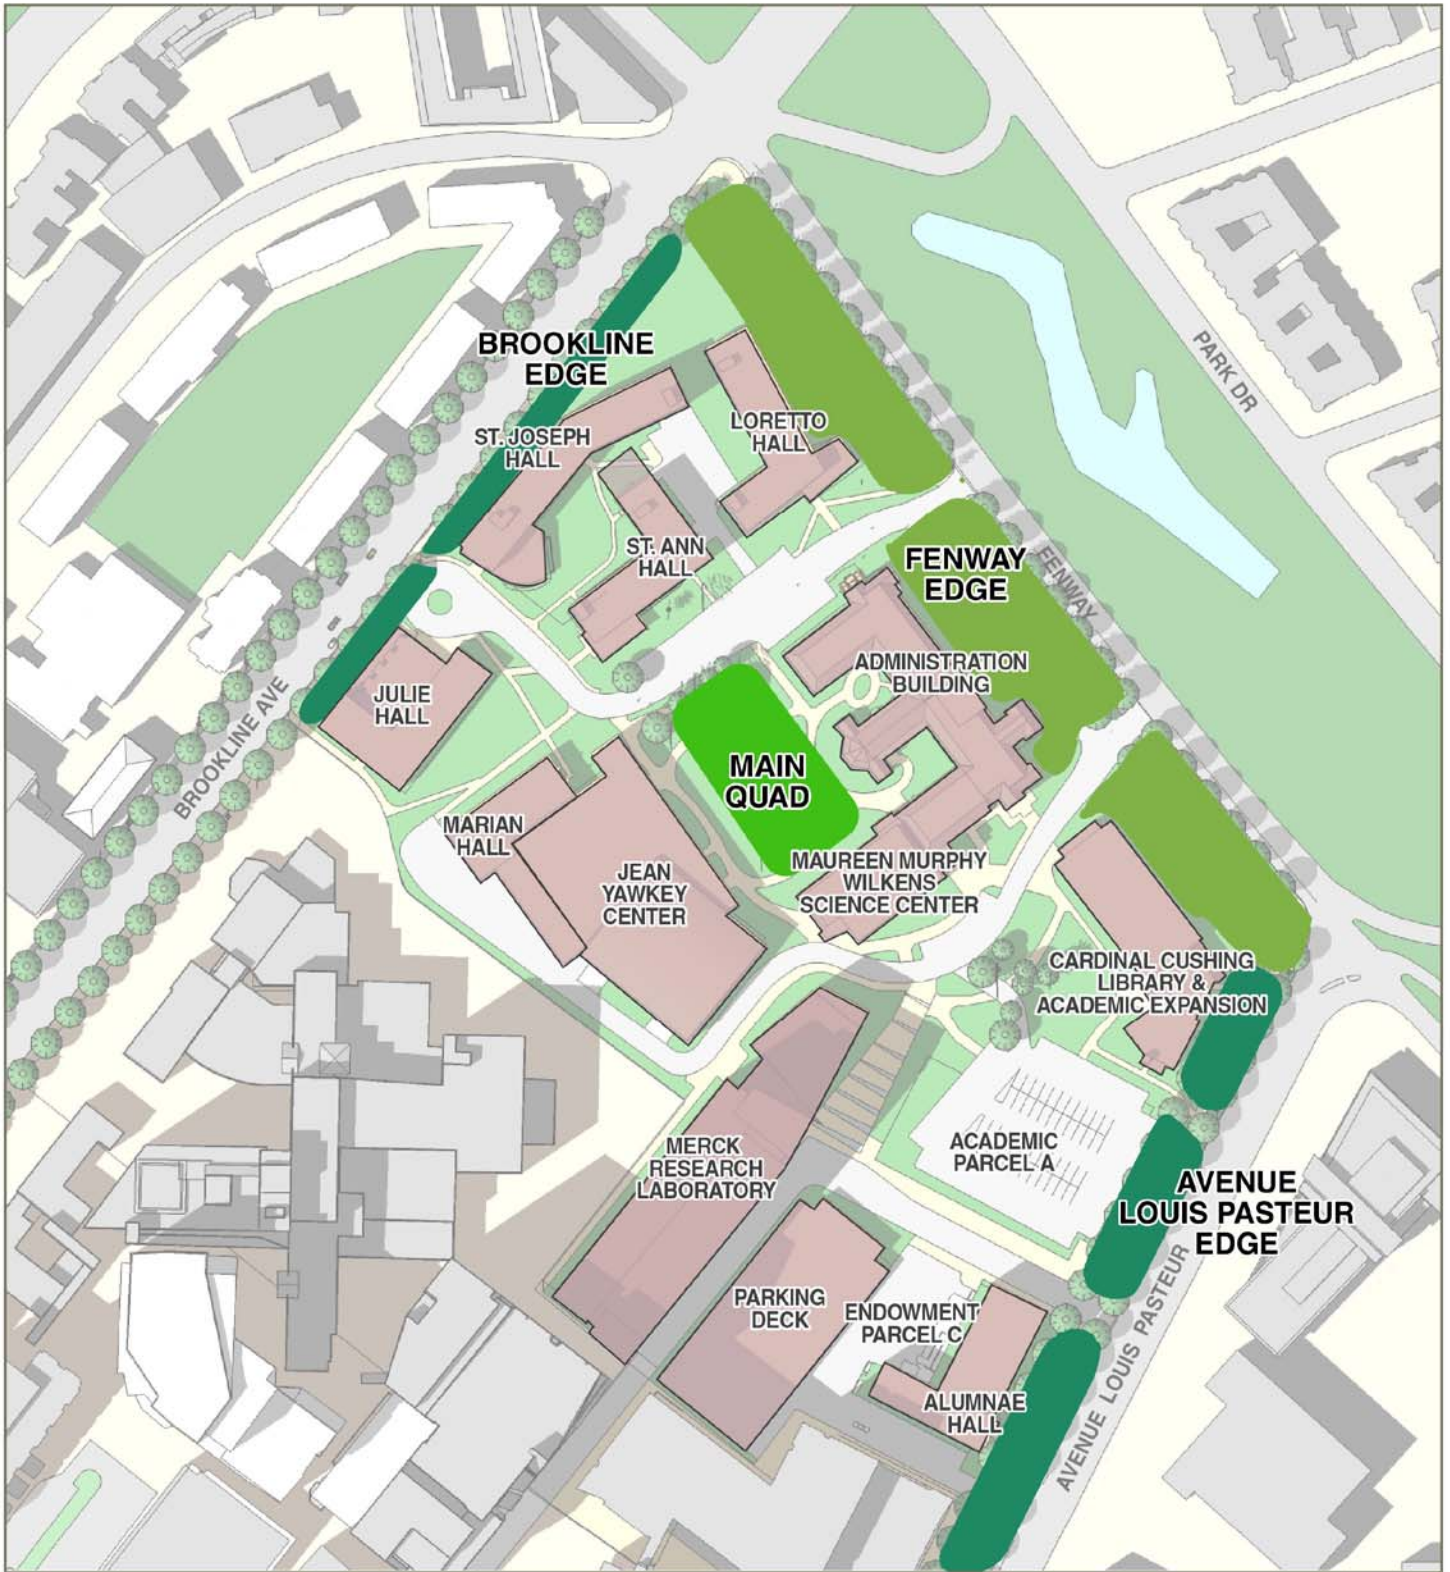 BROOKLINE
EDGE
PARK DR
ST. JOSEPH
HALL
LORETTO
HALL
ST. ANN
HALL
FENWAY
EDGE
FENWAY
JULIE
HALL
ADMINISTRATION
BUILDING
BROOKLINE AVE
MAIN
QUAD
MARIAN
HALL
JEAN
YAWKEY
CENTER
MAUREEN MURPHY
WILKENS
SCIENCE CENTER
CARDINAL CUSHING
LIBRARY &
ACADEMIC EXPANSION
MERCK
RESEARCH
LABORATORY
ACADEMIC
PARCEL A
AVENUE
LOUIS PASTEUR
EDGE
PARKING
DECK
ENDOWMENT
PARCEL C
ALUMNAE
HALL
AVENUE LOUIS PASTEUR